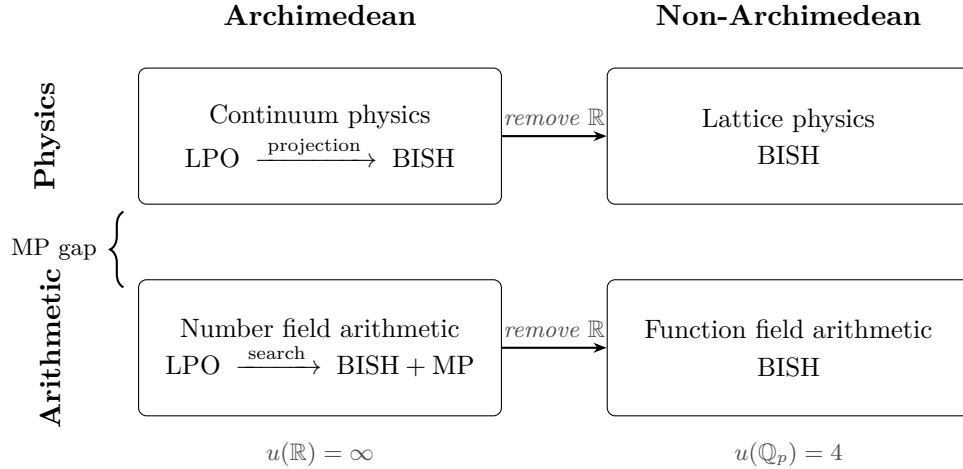 Archimedean Non-Archimedean
Physics
Continuum physics
LPO projection BISH
remove ℝ
Lattice physics
BISH
MP gap
Arithmetic
Number field arithmetic
LPO search BISH + MP
remove ℝ
Function field arithmetic
BISH
u(ℝ) = ∞ u(ℚ_p) = 4